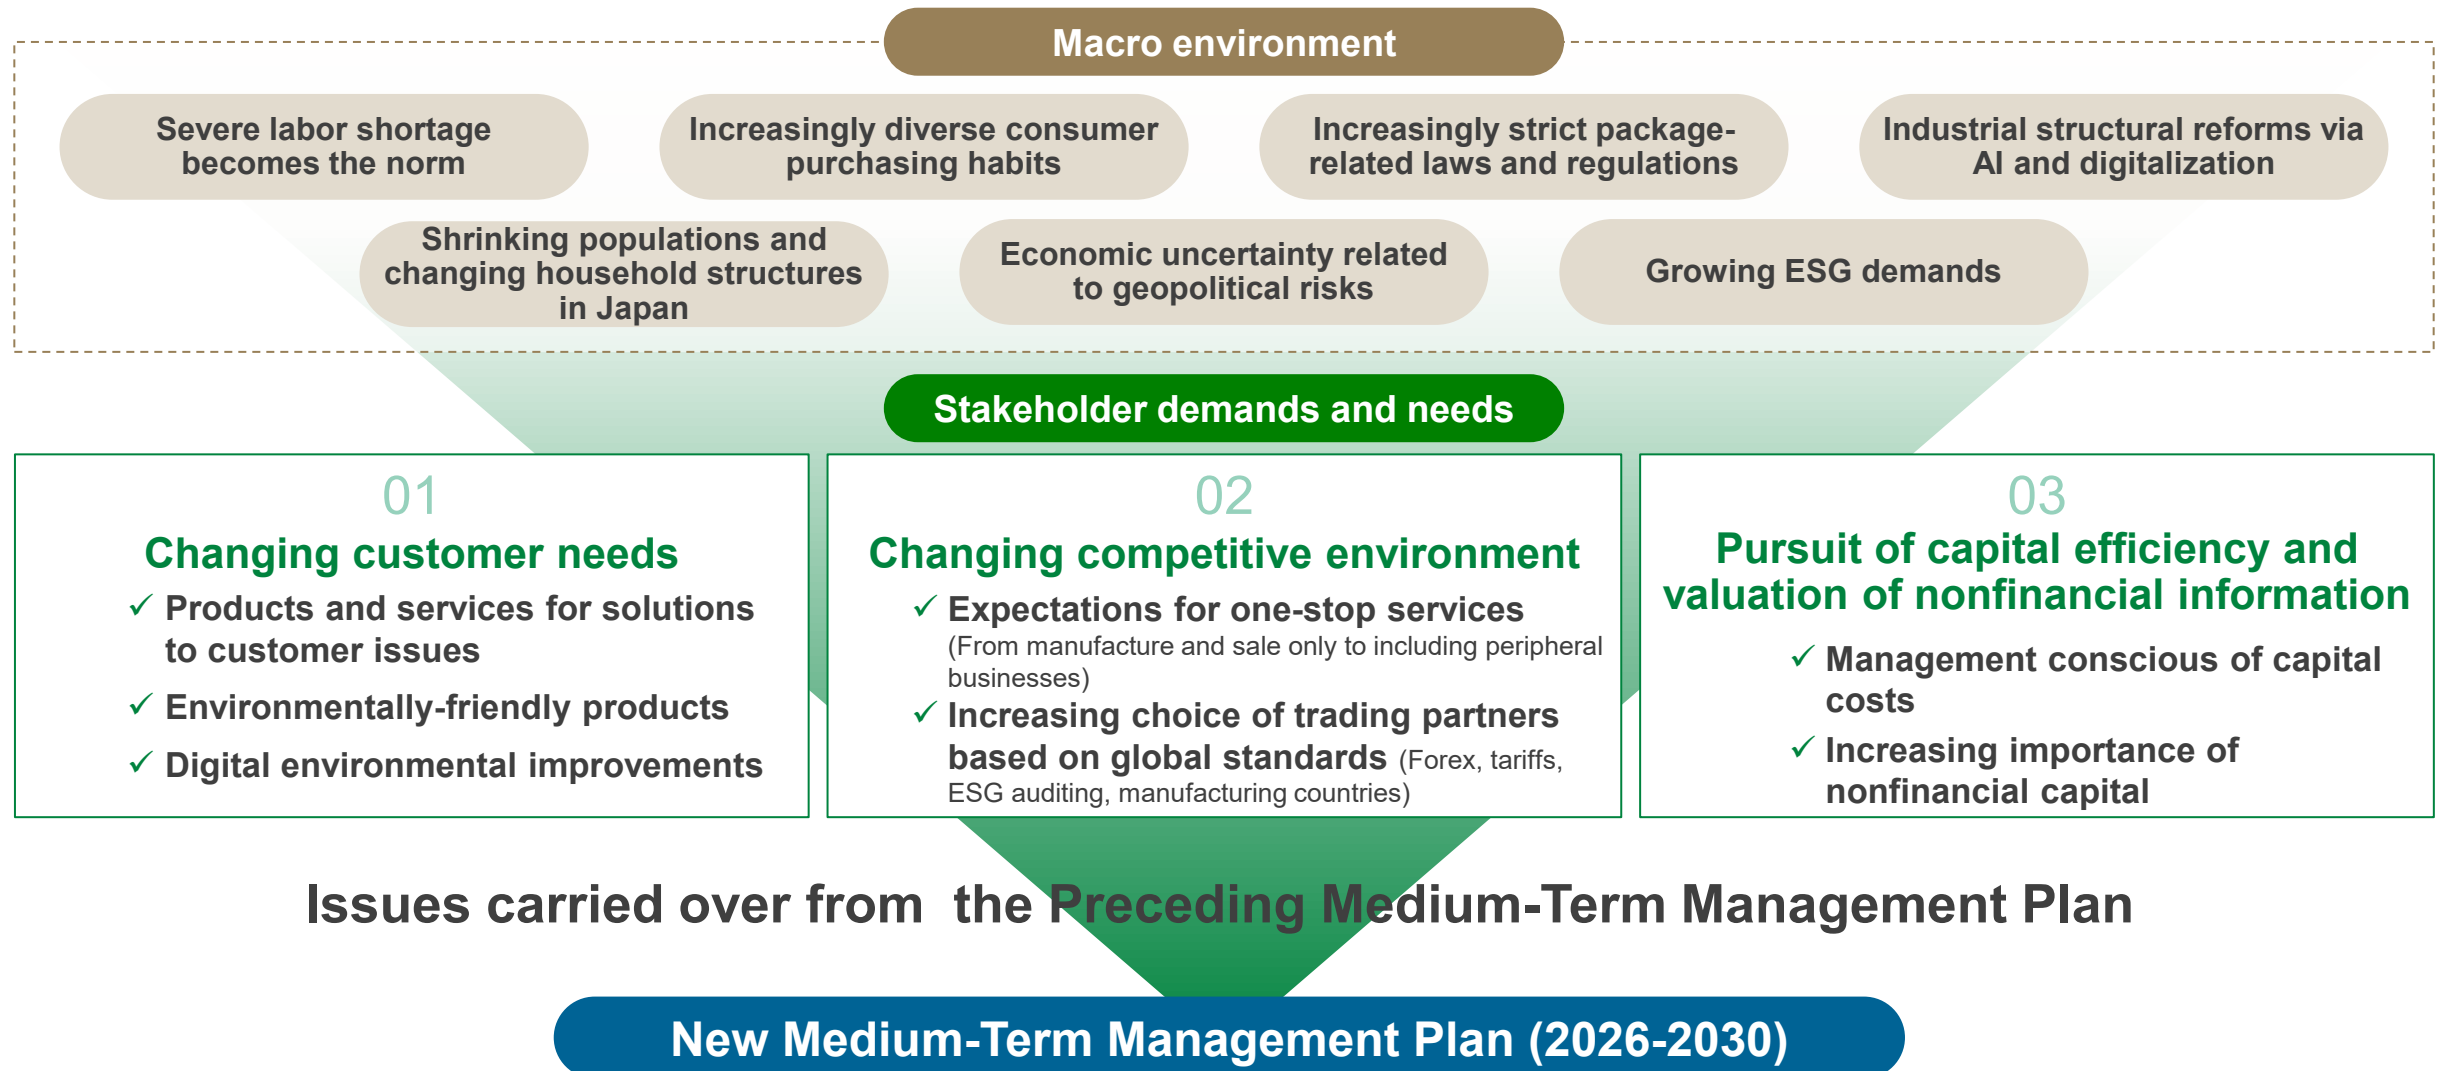 Macro environment
Severe labor shortage
becomes the norm
Increasingly diverse consumer
purchasing habits
Increasingly strict package-
related laws and regulations
Industrial structural reforms via
AI and digitalization
Shrinking populations and
changing household structures
in Japan
Economic uncertainty related
to geopolitical risks
Growing ESG demands
Stakeholder demands and needs
01
Changing customer needs
✓ Products and services for solutions
to customer issues
✓ Environmentally-friendly products
✓ Digital environmental improvements
02
Changing competitive environment
✓ Expectations for one-stop services
(From manufacture and sale only to including peripheral
businesses)
✓ Increasing choice of trading partners
based on global standards (Forex, tariffs,
ESG auditing, manufacturing countries)
03
Pursuit of capital efficiency and
valuation of nonfinancial information
✓ Management conscious of capital
costs
✓ Increasing importance of
nonfinancial capital
Issues carried over from  the Preceding Medium-Term Management Plan
New Medium-Term Management Plan (2026-2030)